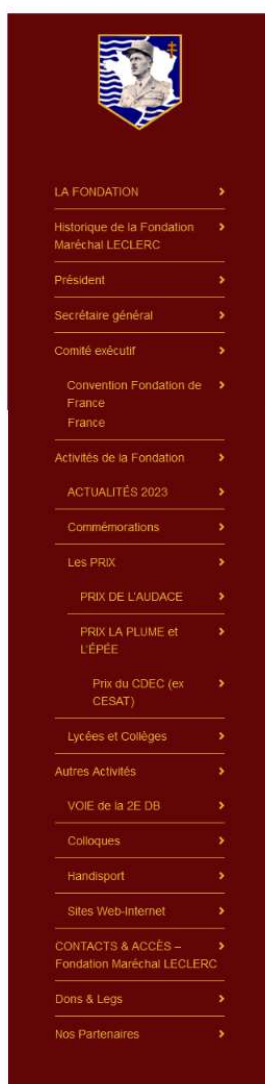 LA FONDATION
Historique de la Fondation
Maréchal LECLERC
Président
Secrétaire général
Comité exécutif
Convention Fondation de
France
France
Activités de la Fondation
ACTUALITÉS 2023
Commémorations
Les PRIX
PRIX DE L'AUDACE
PRIX LA PLUME et
L'ÉPÉE
Prix du CDEC (ex
CESAT)
Lycées et Collèges
Autres Activités
VOIE de la 2E DB
Colloques
Handisport
Sites Web-Internet
CONTACTS & ACCÈS –
Fondation Maréchal LECLERC
Dons & Legs
Nos Partenaires